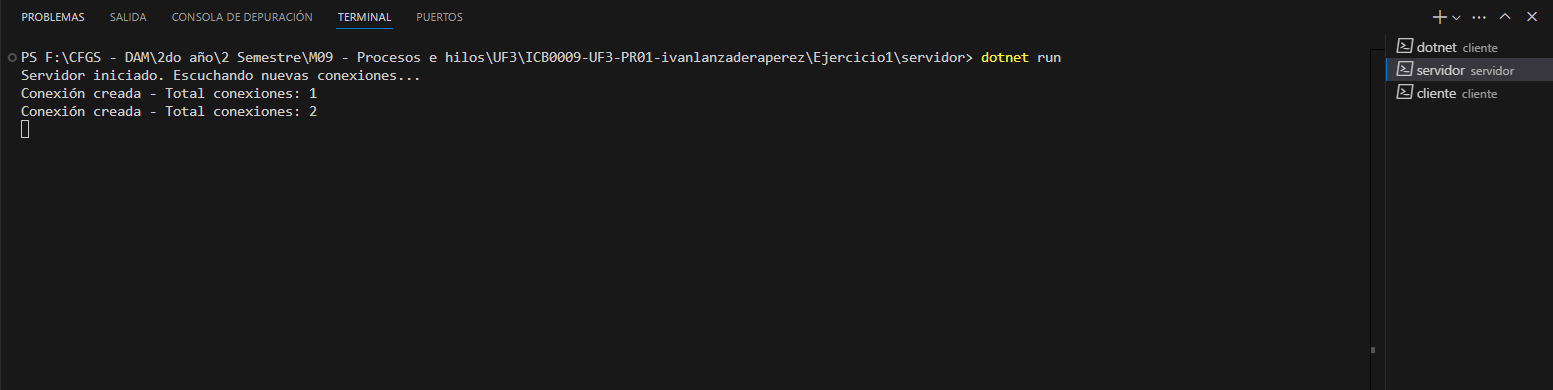 PROBLEMAS SALIDA CONSOLA DE DEPURACIÓN TERMINAL PUERTOS
PS F:\CFGS - DAM\2do año\2 Semestre\M09 - Procesos e hilos\UF3\ICB0009-UF3-PR01-ivanlanzaderaperez\Ejercicio1\servidor> dotnet run
Servidor iniciado. Escuchando nuevas conexiones...
Conexión creada - Total conexiones: 1
Conexión creada - Total conexiones: 2
dotnet cliente
servidor servidor
cliente cliente